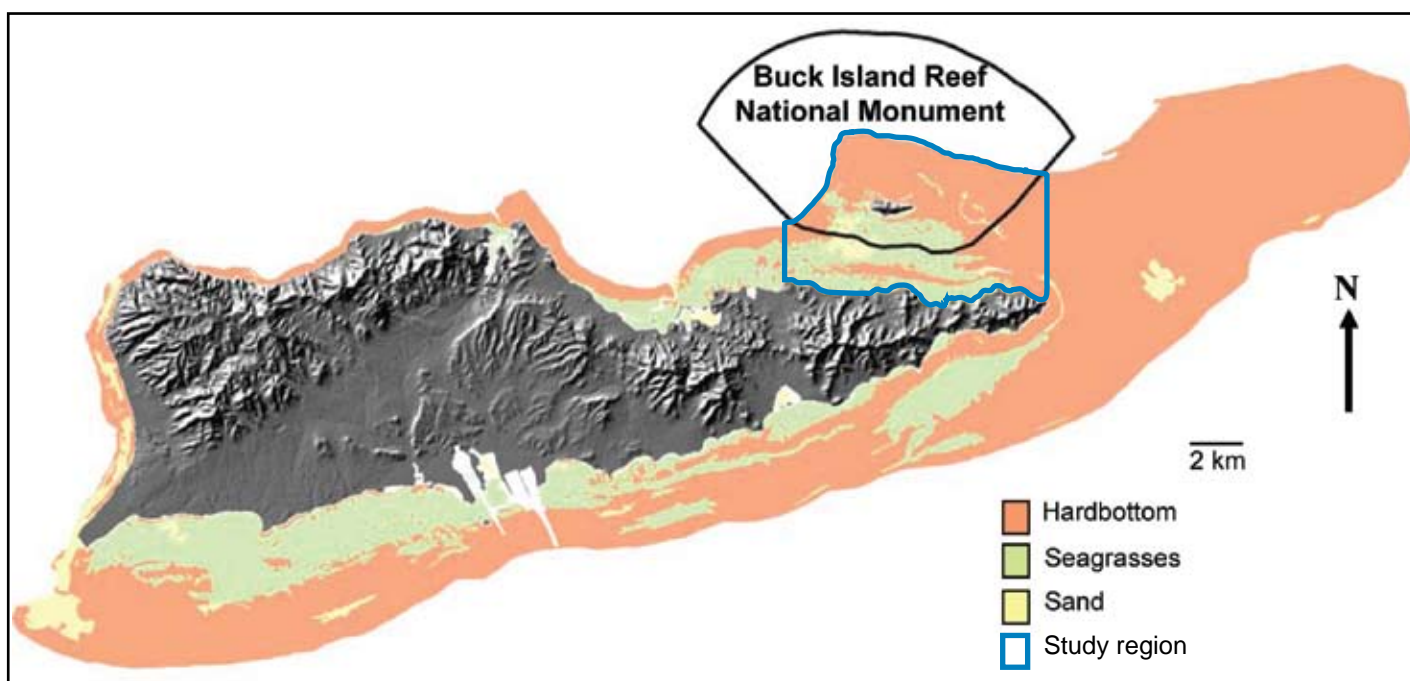 Buck Island Reef
National Monument
N
2 km
Hardbottom
Seagrasses
Sand
Study region